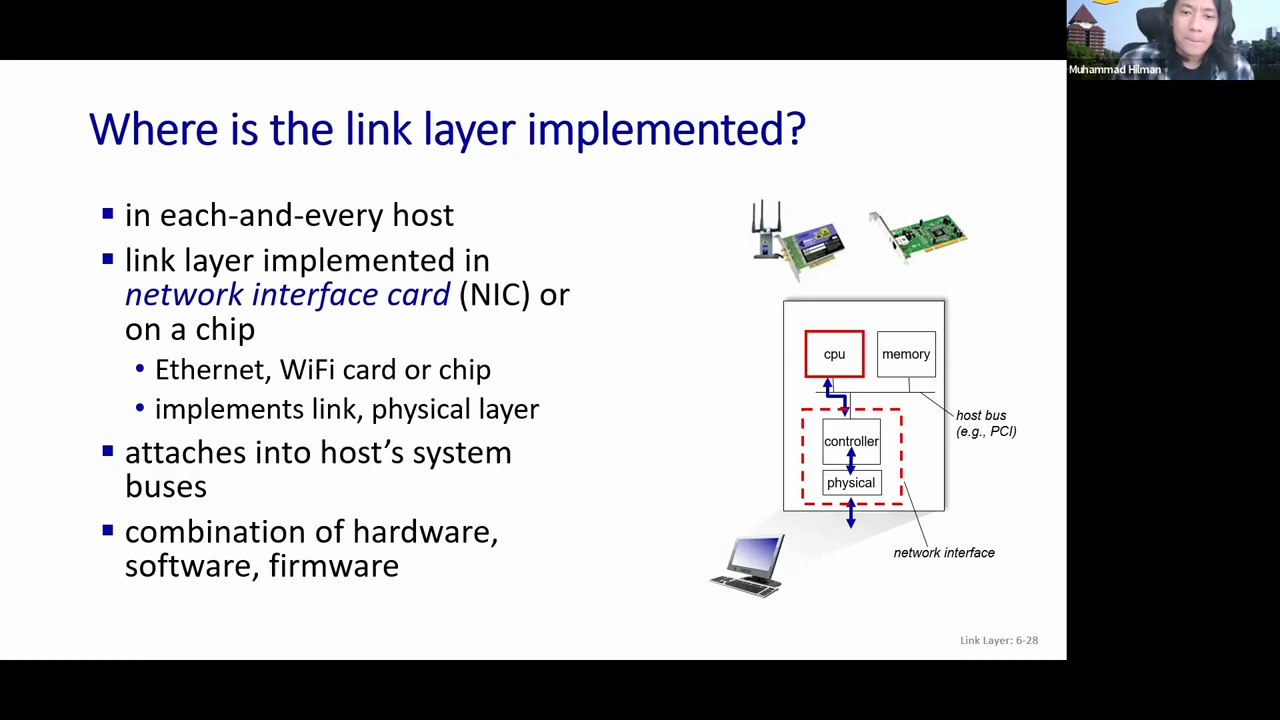 Muhammad Hilman
Where is the link layer implemented?
in each-and-every host
link layer implemented in
network interface card (NIC) or
on a chip
Ethernet, WiFi card or chip
implements link, physical layer
attaches into host’s system
buses
combination of hardware,
software, firmware
cpu
memory
host bus
(e.g., PCI)
controller
physical
network interface
Link Layer: 6-28